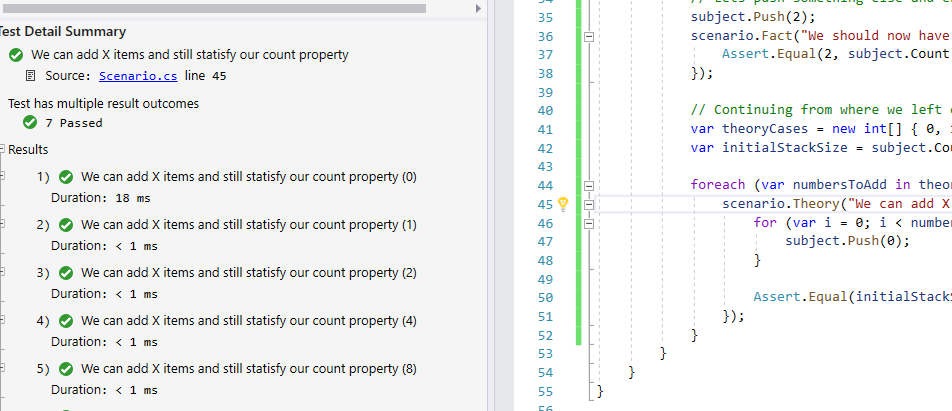 Test Detail Summary
We can add X items and still statisfy our count property
Source: Scenario.cs line 45
Test has multiple result outcomes
7 Passed
Results
1) We can add X items and still statisfy our count property (0)
Duration: 18 ms
2) We can add X items and still statisfy our count property (1)
Duration: < 1 ms
3) We can add X items and still statisfy our count property (2)
Duration: < 1 ms
4) We can add X items and still statisfy our count property (4)
Duration: < 1 ms
5) We can add X items and still statisfy our count property (8)
Duration: < 1 ms
35 subject.Push(2);
36 scenario.Fact("We should now have
37 Assert.Equal(2, subject.Count
38 });
39
40 // Continuing from where we left
41 var theoryCases = new int[] { 0,
42 var initialStackSize = subject.Cou
43
44 foreach (var numbersToAdd in theor
45 scenario.Theory("We can add X
46 for (var i = 0; i < number
47 subject.Push(0);
48 }
49
50 Assert.Equal(initialStackS
51 });
52 }
53 }
54 }
55 }